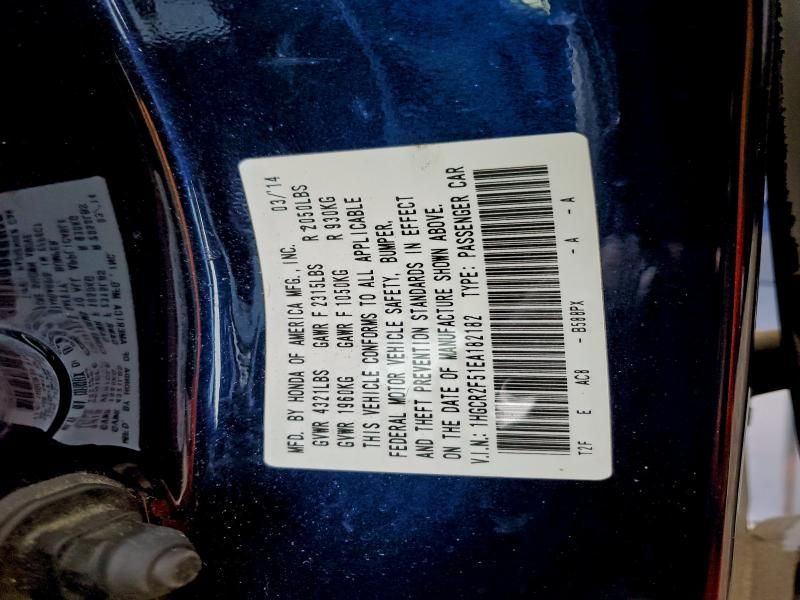 MFD. BY HONDA OF AMERICA MFG., INC. 03/'14
GVWR 4321LBS GAWR F 2315LBS R 2050LBS
GVWR 1960KG GAWR F 1050KG R 930KG
THIS VEHICLE CONFORMS TO ALL APPLICABLE
FEDERAL MOTOR VEHICLE SAFETY, BUMPER,
AND THEFT PREVENTION STANDARDS IN EFFECT
ON THE DATE OF MANUFACTURE SHOWN ABOVE.
V.I.N.: 1HGCR2F51EA162182 TYPE: PASSENGER CAR
T2F E AC8 - B588PX - A - A